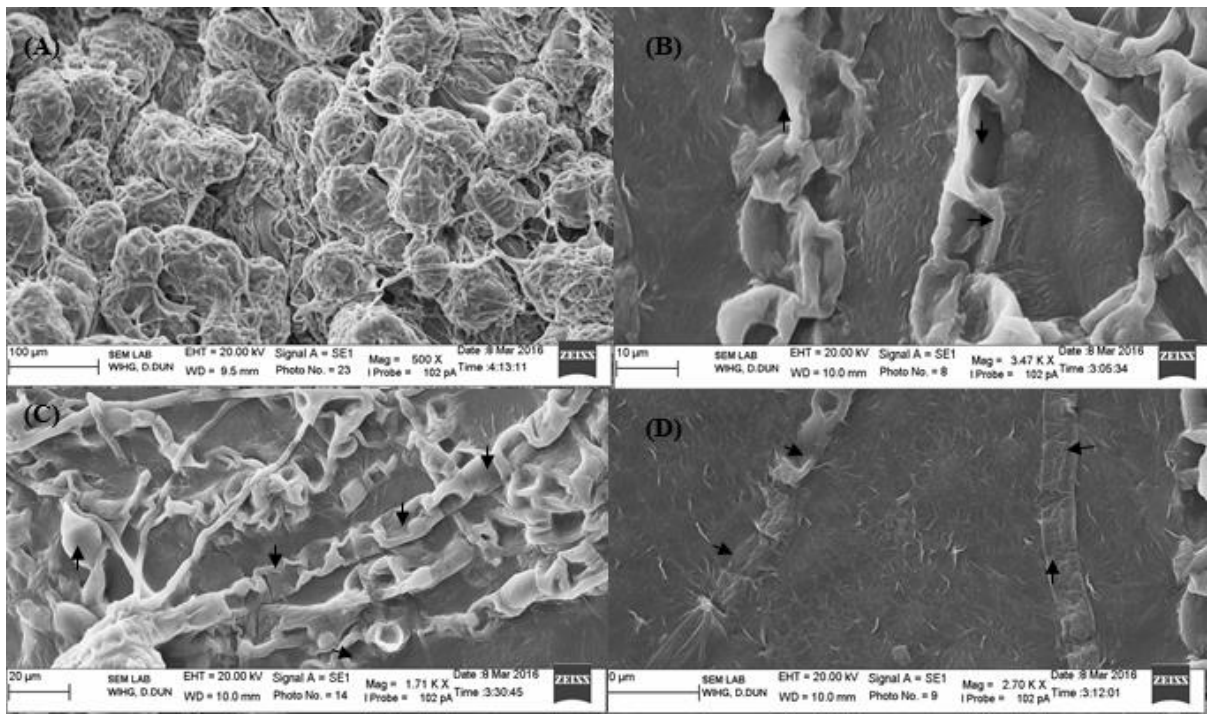 (A)
100 µm
SEM LAB
WIHG, D.DUN
EHT = 20.00 kV
WD = 9.5 mm
Signal A = SE1
Photo No. = 23
Mag = 500 X
I Probe = 102 pA
Date :8 Mar 2016
Time :4:13:11
ZEISS
(B)
10 µm
SEM LAB
WIHG, D.DUN
EHT = 20.00 kV
WD = 10.0 mm
Signal A = SE1
Photo No. = 8
Mag = 3.47 K X
I Probe = 102 pA
Date :8 Mar 2016
Time :3:05:34
ZEISS
(C)
20 µm
SEM LAB
WIHG, D.DUN
EHT = 20.00 kV
WD = 10.0 mm
Signal A = SE1
Photo No. = 14
Mag = 1.71 K X
I Probe = 102 pA
Date :8 Mar 2016
Time :3:30:45
ZEISS
(D)
0 µm
SEM LAB
WIHG, D.DUN
EHT = 20.00 kV
WD = 10.0 mm
Signal A = SE1
Photo No. = 9
Mag = 2.70 K X
I Probe = 102 pA
Date :8 Mar 2016
Time :3:12:01
ZEISS